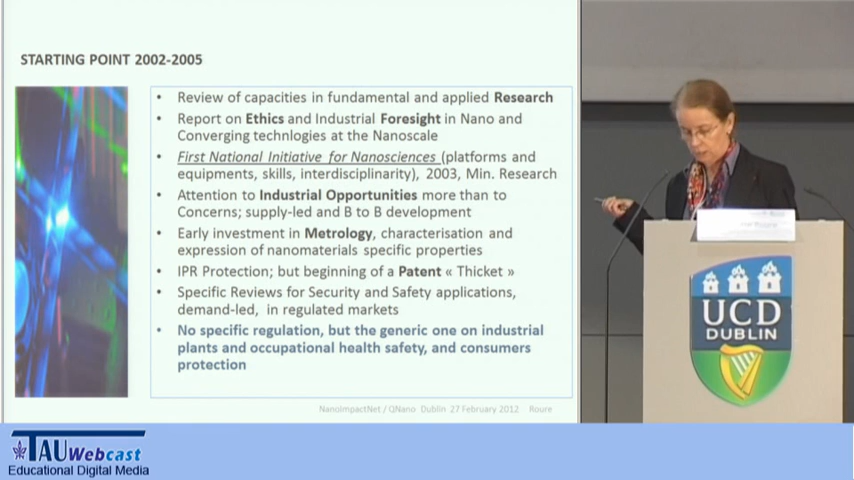 STARTING POINT 2002-2005
• Review of capacities in fundamental and applied Research
• Report on Ethics and Industrial Foresight in Nano and
Converging technlogies at the Nanoscale
• First National Initiative for Nanosciences (platforms and
equipments, skills, interdisciplinarity), 2003, Min. Research
• Attention to Industrial Opportunities more than to
Concerns; supply-led and B to B development
• Early investment in Metrology, characterisation and
expression of nanomaterials specific properties
• IPR Protection; but beginning of a Patent « Thicket »
• Specific Reviews for Security and Safety applications,
demand-led, in regulated markets
• No specific regulation, but the generic one on industrial
plants and occupational health safety, and consumers
protection
NanoImpactNet / QNano Dublin 27 February 2012 Roure
UCD
DUBLIN
TAU Webcast
Educational Digital Media